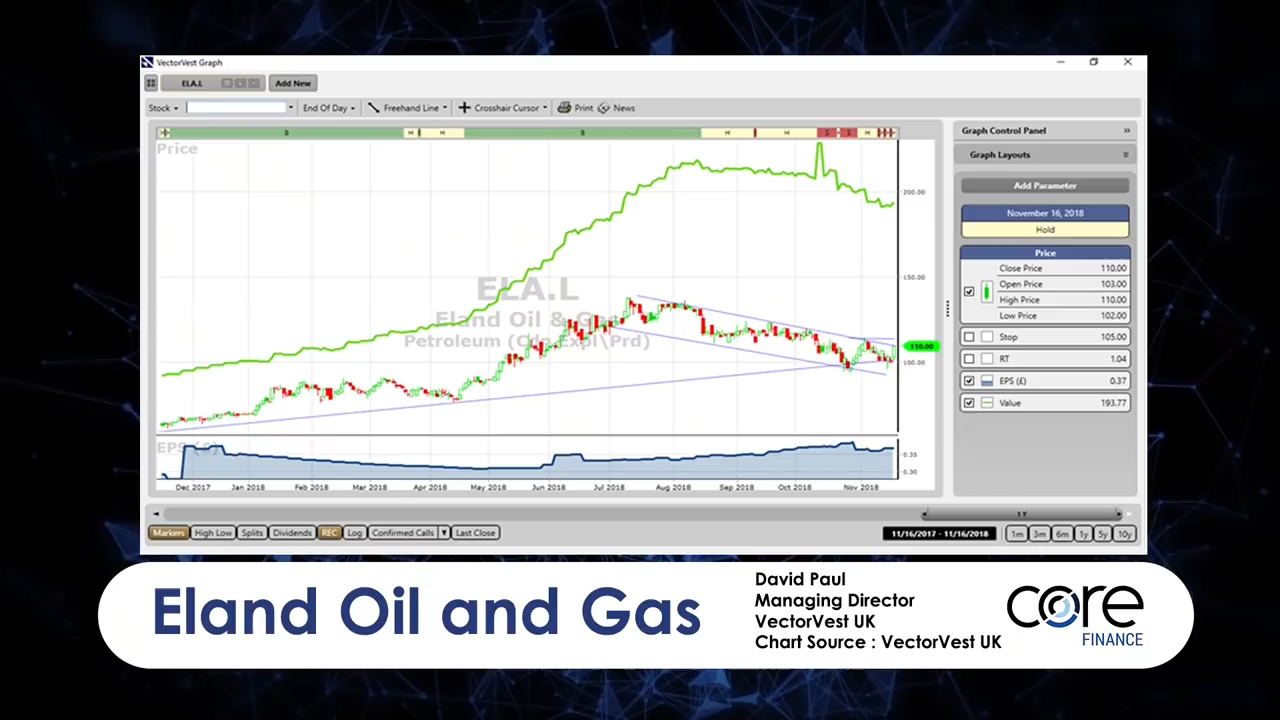 VectorVest Graph
ELA.L
Add New
Stock
End Of Day
Freehand Line
Crosshair Cursor
Print
News
B
H
H
B
H
H
S
S
H
Price
200.00
150.00
110.00
100.00
ELA.L
Eland Oil & Gas
Petroleum (Cdn Expl\Prd)
EPS (£)
0.35
0.30
Dec 2017
Jan 2018
Feb 2018
Mar 2018
Apr 2018
May 2018
Jun 2018
Jul 2018
Aug 2018
Sep 2018
Oct 2018
Nov 2018
Graph Control Panel
Graph Layouts
Add Parameter
November 16, 2018
Hold
Price
Close Price 110.00
Open Price 103.00
High Price 110.00
Low Price 102.00
Stop 105.00
RT 1.04
EPS (£) 0.37
Value 193.77
1 Y
Markers
High Low
Splits
Dividends
REC
Log
Confirmed Calls
Last Close
11/16/2017 - 11/16/2018
1m
3m
6m
1y
5y
10y
Eland Oil and Gas
David Paul
Managing Director
VectorVest UK
Chart Source : VectorVest UK
core
FINANCE